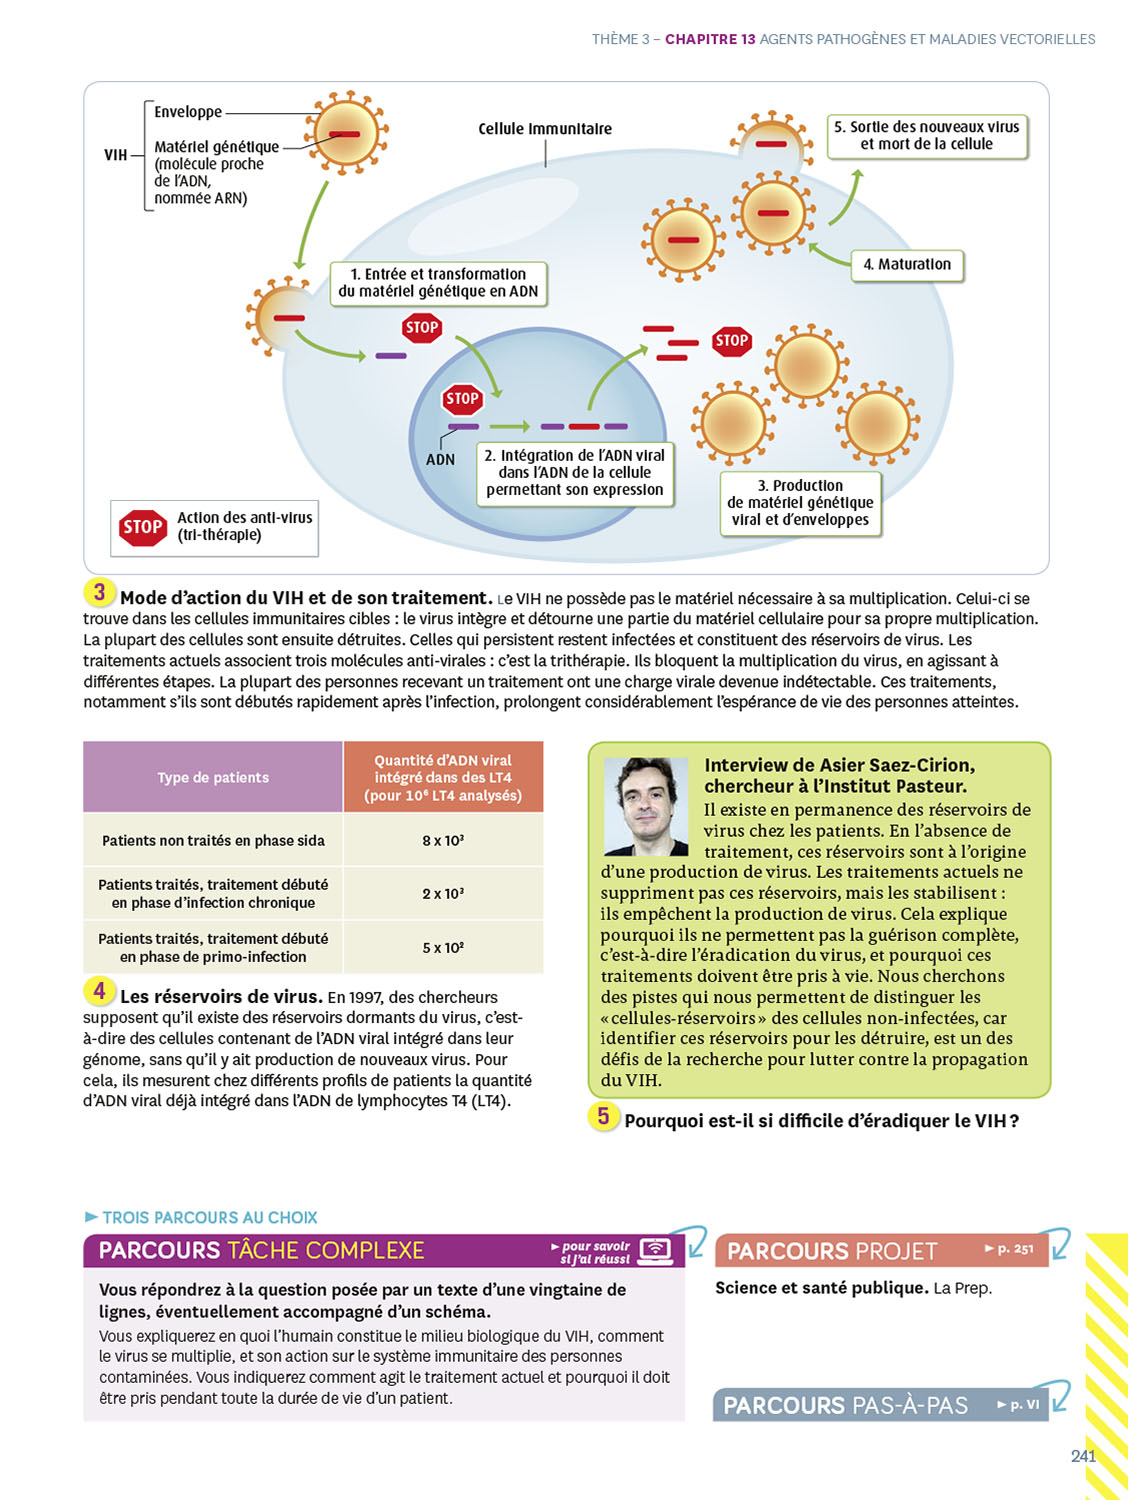 THÈME 3 – CHAPITRE 13 AGENTS PATHOGÈNES ET MALADIES VECTORIELLES
VIH
Enveloppe
Matériel génétique
(molécule proche
de l'ADN,
nommée ARN)
Cellule immunitaire
5. Sortie des nouveaux virus
et mort de la cellule
4. Maturation
1. Entrée et transformation
du matériel génétique en ADN
STOP
STOP
STOP
ADN
2. Intégration de l'ADN viral
dans l'ADN de la cellule
permettant son expression
3. Production
de matériel génétique
viral et d'enveloppes
STOP
Action des anti-virus
(tri-thérapie)
3 Mode d'action du VIH et de son traitement. Le VIH ne possède pas le matériel nécessaire à sa multiplication. Celui-ci se
trouve dans les cellules immunitaires cibles : le virus intègre et détourne une partie du matériel cellulaire pour sa propre multiplication.
La plupart des cellules sont ensuite détruites. Celles qui persistent restent infectées et constituent des réservoirs de virus. Les
traitements actuels associent trois molécules anti-virales : c'est la trithérapie. Ils bloquent la multiplication du virus, en agissant à
différentes étapes. La plupart des personnes recevant un traitement ont une charge virale devenue indétectable. Ces traitements,
notamment s'ils sont débutés rapidement après l'infection, prolongent considérablement l'espérance de vie des personnes atteintes.
Type de patients
Quantité d'ADN viral
intégré dans des LT4
(pour 10⁶ LT4 analysés)
Patients non traités en phase sida
8 x 10³
Patients traités, traitement débuté
en phase d'infection chronique
2 x 10³
Patients traités, traitement débuté
en phase de primo-infection
5 x 10²
4 Les réservoirs de virus. En 1997, des chercheurs
supposent qu'il existe des réservoirs dormants du virus, c'est-
à-dire des cellules contenant de l'ADN viral intégré dans leur
génome, sans qu'il y ait production de nouveaux virus. Pour
cela, ils mesurent chez différents profils de patients la quantité
d'ADN viral déjà intégré dans l'ADN de lymphocytes T4 (LT4).
Interview de Asier Saez-Cirion,
chercheur à l'Institut Pasteur.
Il existe en permanence des réservoirs de
virus chez les patients. En l'absence de
traitement, ces réservoirs sont à l'origine
d'une production de virus. Les traitements actuels ne
suppriment pas ces réservoirs, mais les stabilisent :
ils empêchent la production de virus. Cela explique
pourquoi ils ne permettent pas la guérison complète,
c'est-à-dire l'éradication du virus, et pourquoi ces
traitements doivent être pris à vie. Nous cherchons
des pistes qui nous permettent de distinguer les
« cellules-réservoirs » des cellules non-infectées, car
identifier ces réservoirs pour les détruire, est un des
défis de la recherche pour lutter contre la propagation
du VIH.
5 Pourquoi est-il si difficile d'éradiquer le VIH ?
► TROIS PARCOURS AU CHOIX
PARCOURS TÂCHE COMPLEXE
► pour savoir
si j'ai réussi
Vous répondrez à la question posée par un texte d'une vingtaine de
lignes, éventuellement accompagné d'un schéma.
Vous expliquerez en quoi l'humain constitue le milieu biologique du VIH, comment
le virus se multiplie, et son action sur le système immunitaire des personnes
contaminées. Vous indiquerez comment agit le traitement actuel et pourquoi il doit
être pris pendant toute la durée de vie d'un patient.
PARCOURS PROJET ► p. 251
Science et santé publique. La Prep.
PARCOURS PAS-À-PAS ► p. VI
241